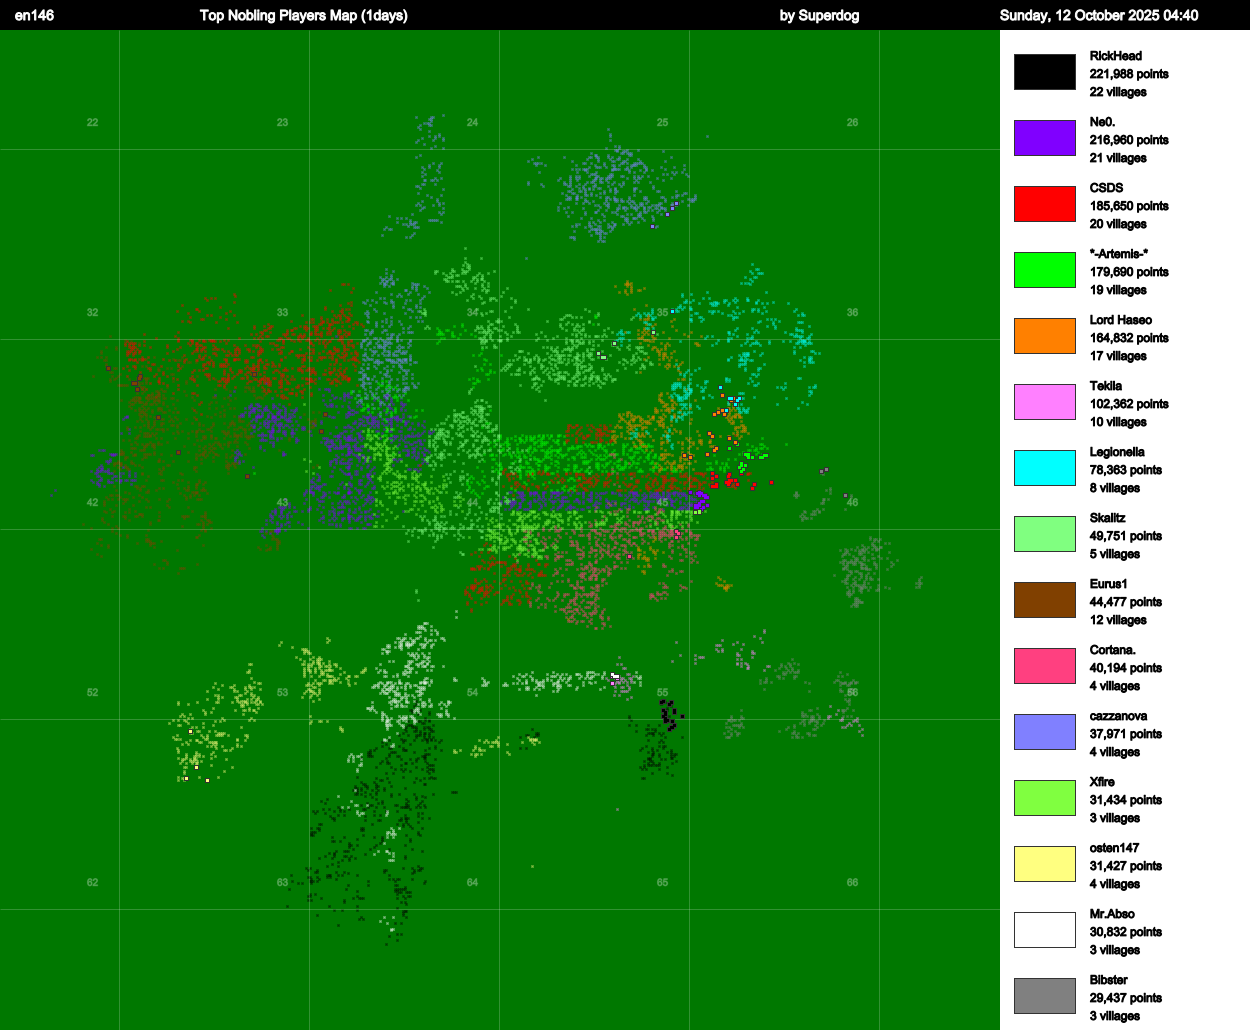 en146 Top Nobling Players Map (1days) by Superdog Sunday, 12 October 2025 04:40
RickHead
221,988 points
22 villages
Ne0.
216,960 points
21 villages
CSDS
185,650 points
20 villages
*-Artemis-*
179,690 points
19 villages
Lord Haseo
164,832 points
17 villages
Tekila
102,362 points
10 villages
Legionella
78,363 points
8 villages
Skalitz
49,751 points
5 villages
Eurus1
44,477 points
12 villages
Cortana.
40,194 points
4 villages
cazzanova
37,971 points
4 villages
Xfire
31,434 points
3 villages
osten147
31,427 points
4 villages
Mr.Abso
30,832 points
3 villages
Bibster
29,437 points
3 villages
22 23 24 25 26
32 33 34 35 36
42 43 44 45 46
52 53 54 55 56
62 63 64 65 66